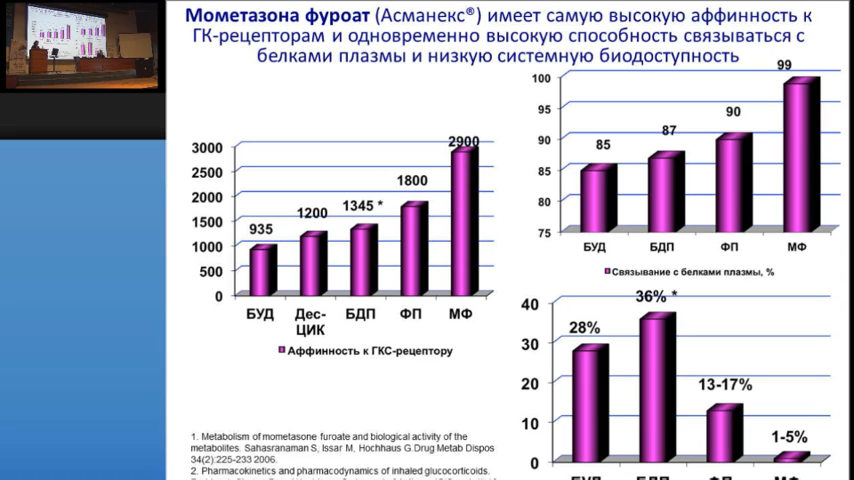 Мометазона фуроат (Асманекс®) имеет самую высокую аффинность к
ГК-рецепторам и одновременно высокую способность связываться с
белками плазмы и низкую системную биодоступность
3000
2500
2000
1500
1000
500
0
935
1200
1345 *
1800
2900
БУД
Дес-
ЦИК
БДП
ФП
МФ
Аффинность к ГКС-рецептору
100
95
90
85
80
75
85
87
90
99
БУД
БДП
ФП
МФ
Связывание с белками плазмы, %
40
30
20
10
0
28%
36% *
13-17%
1-5%
БУД
БДП
ФП
МФ
1. Metabolism of mometasone furoate and biological activity of the
metabolites. Sahasranaman S, Issar M, Hochhaus G.Drug Metab Dispos
34(2):225-233 2006.
2. Pharmacokinetics and pharmacodynamics of inhaled glucocorticoids.